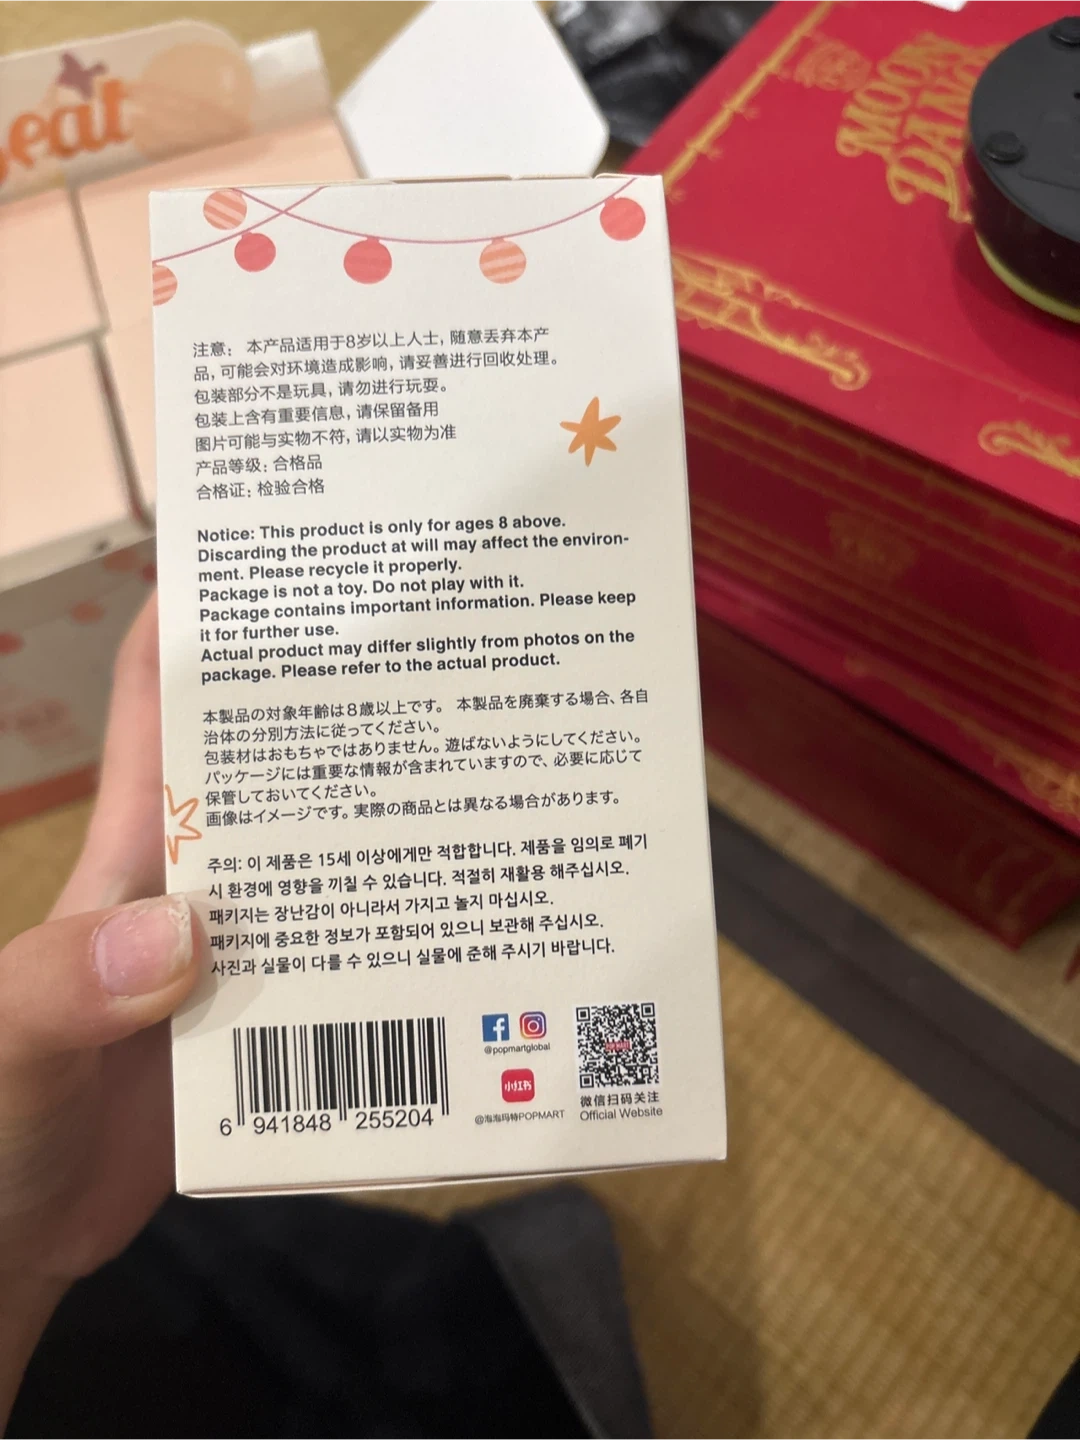 eat
MOON
DANC
注意： 本产品适用于8岁以上人士, 随意丢弃本产
品, 可能会对环境造成影响, 请妥善进行回收处理。
包装部分不是玩具, 请勿进行玩耍。
包装上含有重要信息, 请保留备用
图片可能与实物不符, 请以实物为准
产品等级: 合格品
合格证: 检验合格
Notice: This product is only for ages 8 above.
Discarding the product at will may affect the environ-
ment. Please recycle it properly.
Package is not a toy. Do not play with it.
Package contains important information. Please keep
it for further use.
Actual product may differ slightly from photos on the
package. Please refer to the actual product.
本製品の対象年齢は8歳以上です。 本製品を廃棄する場合、各自
治体の分別方法に従ってください。
包装材はおもちゃではありません。遊ばないようにしてください。
パッケージには重要な情報が含まれていますので、必要に応じて
保管しておいてください。
画像はイメージです。実際の商品とは異なる場合があります。
주의: 이 제품은 15세 이상에게만 적합합니다. 제품을 임의로 폐기
시 환경에 영향을 끼칠 수 있습니다. 적절히 재활용 해주십시오.
패키지는 장난감이 아니라서 가지고 놀지 마십시오.
패키지에 중요한 정보가 포함되어 있으니 보관해 주십시오.
사진과 실물이 다를 수 있으니 실물에 준해 주시기 바랍니다.
@popmartglobal
小红书
@泡泡玛特POPMART
POP MART
微信扫码关注
Official Website
6 941848 255204